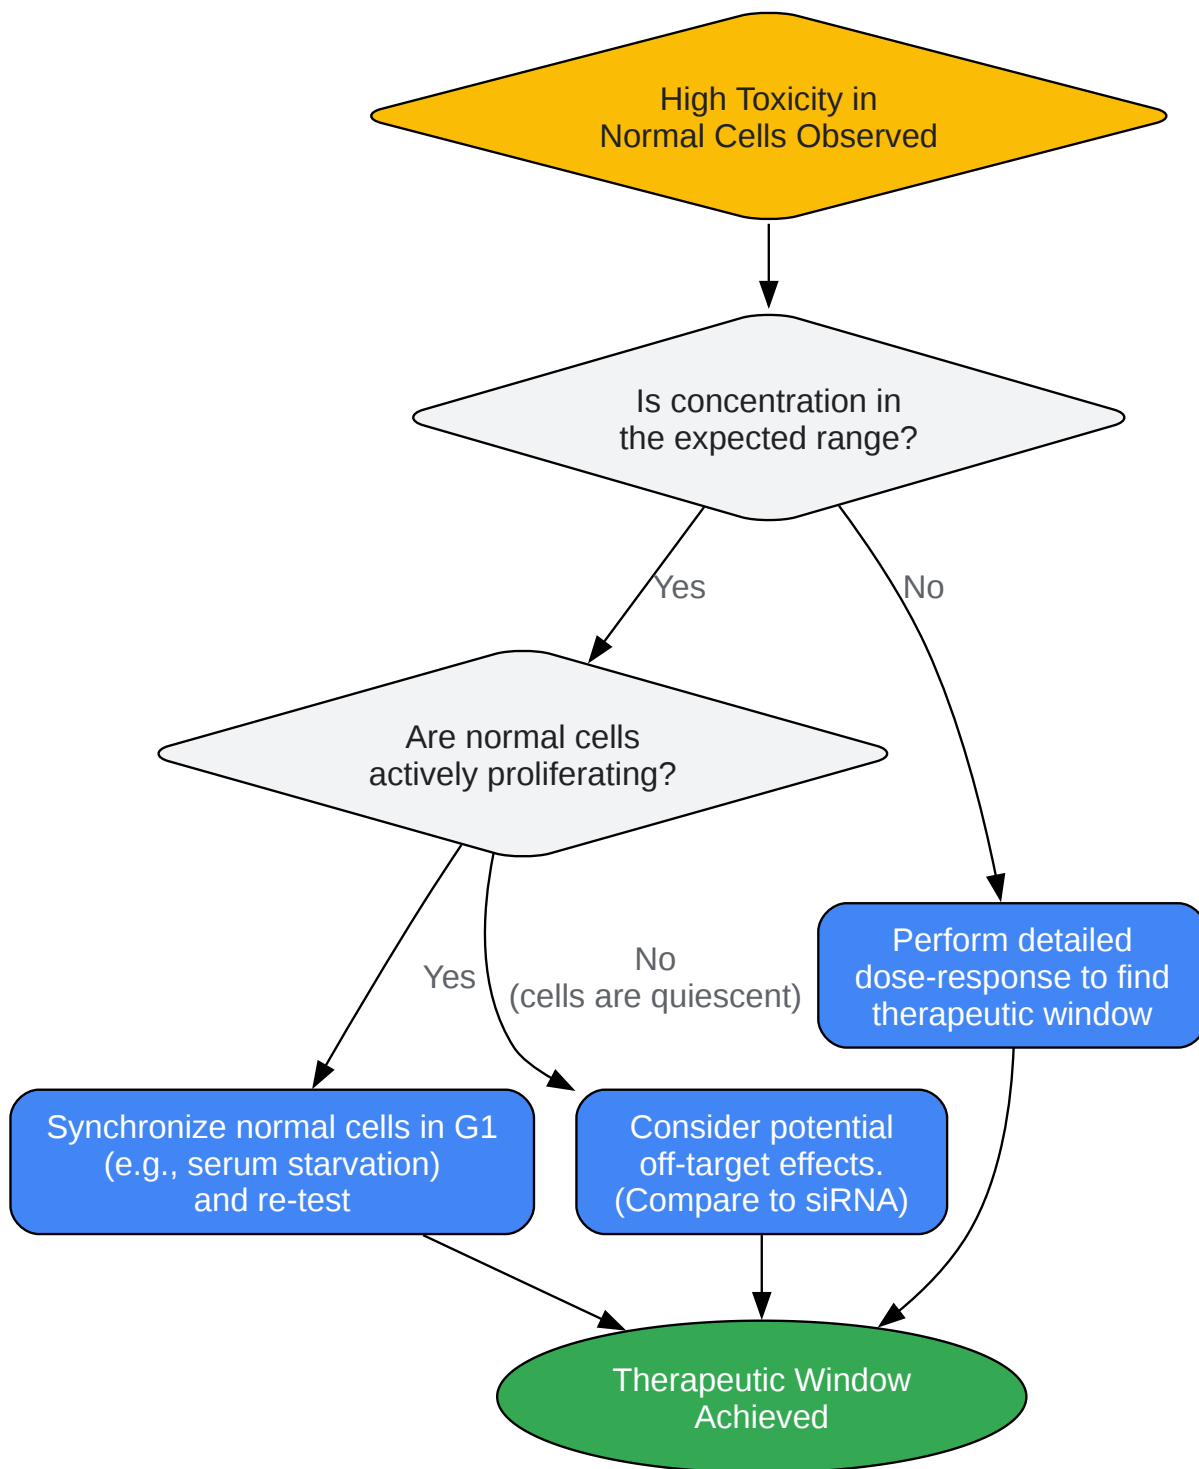 High Toxicity in
Normal Cells Observed
Is concentration in
the expected range?
Yes
No
Are normal cells
actively proliferating?
Yes
No
(cells are quiescent)
Perform detailed
dose-response to find
therapeutic window
Synchronize normal cells in G1
(e.g., serum starvation)
and re-test
Consider potential
off-target effects.
(Compare to siRNA)
Therapeutic Window
Achieved